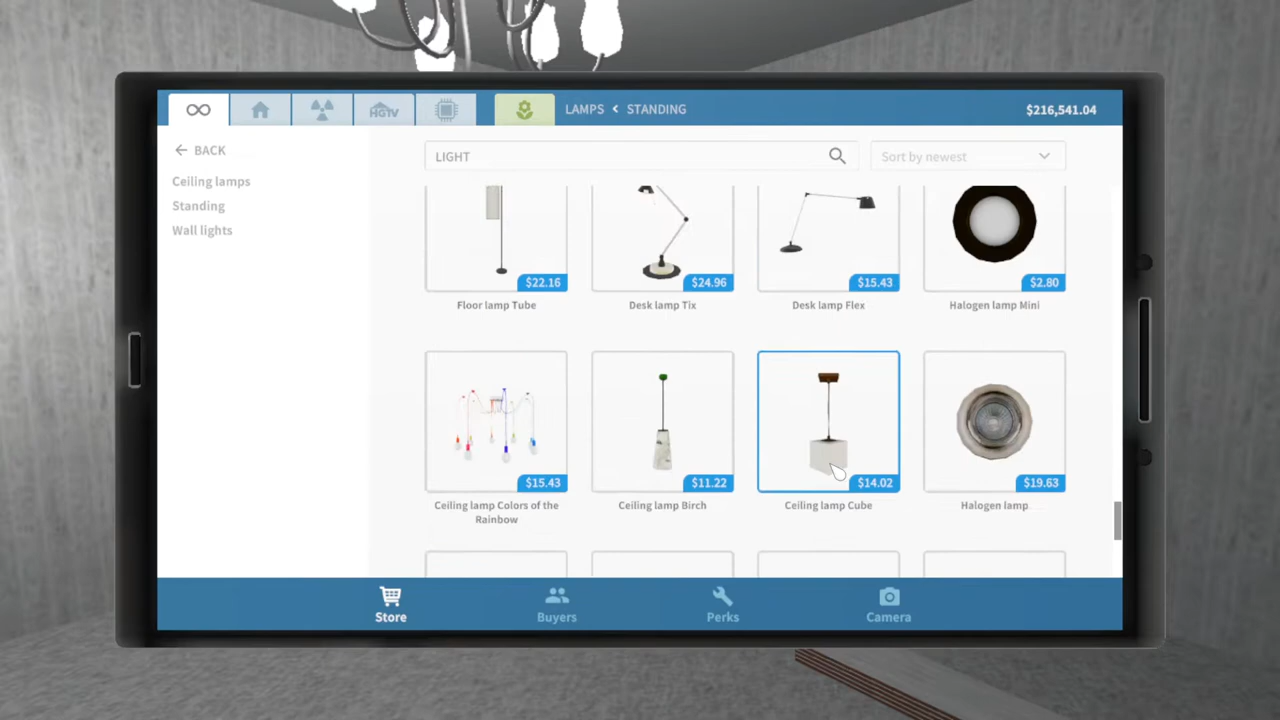 HGTV
LAMPS < STANDING
$216,541.04
BACK
LIGHT
Sort by newest
Ceiling lamps
Standing
Wall lights
$22.16
$24.96
$15.43
$2.80
Floor lamp Tube
Desk lamp Tix
Desk lamp Flex
Halogen lamp Mini
$15.43
$11.22
$14.02
$19.63
Ceiling lamp Colors of the
Rainbow
Ceiling lamp Birch
Ceiling lamp Cube
Halogen lamp
Store
Buyers
Perks
Camera